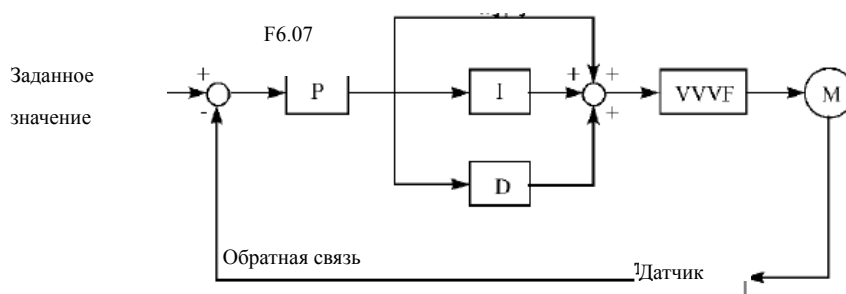 F6.07
Заданное
значение
+
-
P
I
D
+
+
+
VVVF
M
Обратная связь
Датчик